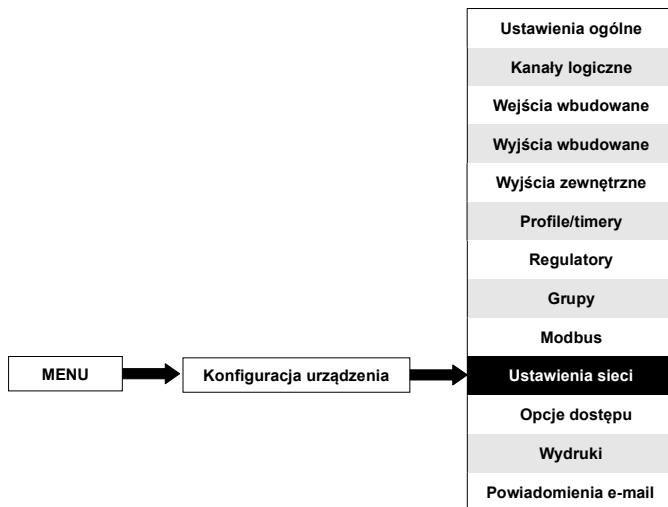 Ustawienia ogólne
Kanały logiczne
Wejścia wbudowane
Wyjścia wbudowane
Wyjścia zewnętrzne
Profile/timery
Regulatory
Grupy
Modbus
MENU
Konfiguracja urządzenia
Ustawienia sieci
Opcje dostępu
Wydruki
Powiadomienia e-mail